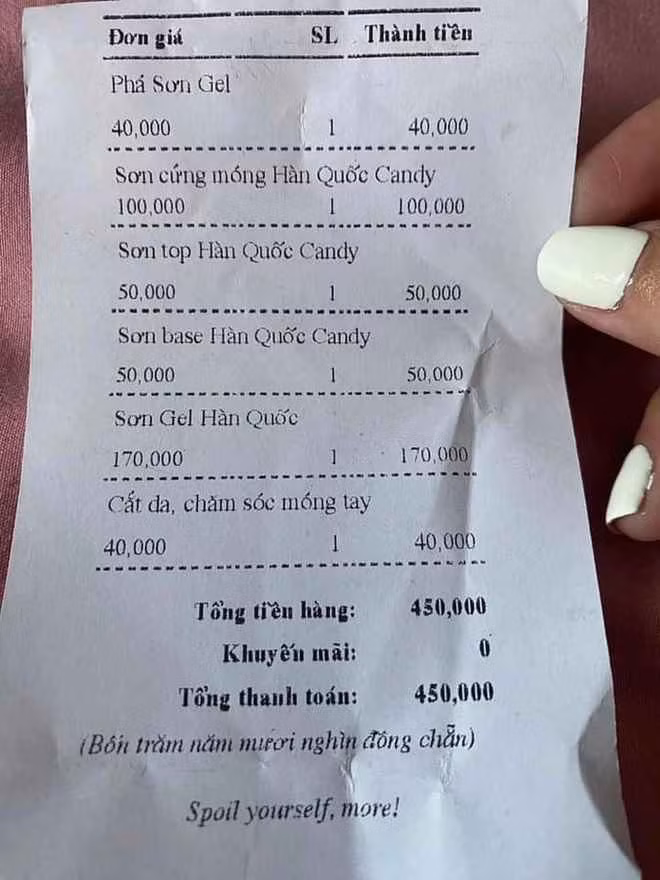 Đơn giá SL Thành tiền
Phá Sơn Gel
40,000 1 40,000
Sơn cứng móng Hàn Quốc Candy
100,000 1 100,000
Sơn top Hàn Quốc Candy
50,000 1 50,000
Sơn base Hàn Quốc Candy
50,000 1 50,000
Sơn Gel Hàn Quốc
170,000 1 170,000
Cắt da, chăm sóc móng tay
40,000 1 40,000
Tổng tiền hàng: 450,000
Khuyến mãi: 0
Tổng thanh toán: 450,000
(Bốn trăm năm mươi nghìn đồng chẵn)
Spoil yourself, more!